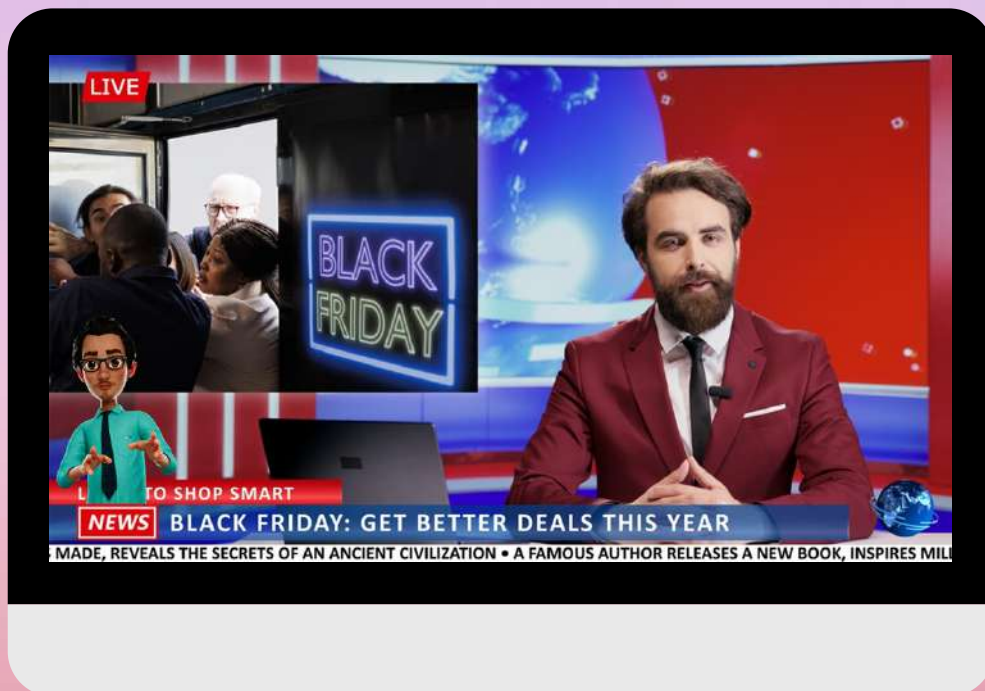 LIVE
BLACK
FRIDAY
TO SHOP SMART
NEWS
BLACK FRIDAY: GET BETTER DEALS THIS YEAR
MADE, REVEALS THE SECRETS OF AN ANCIENT CIVILIZATION • A FAMOUS AUTHOR RELEASES A NEW BOOK, INSPIRES